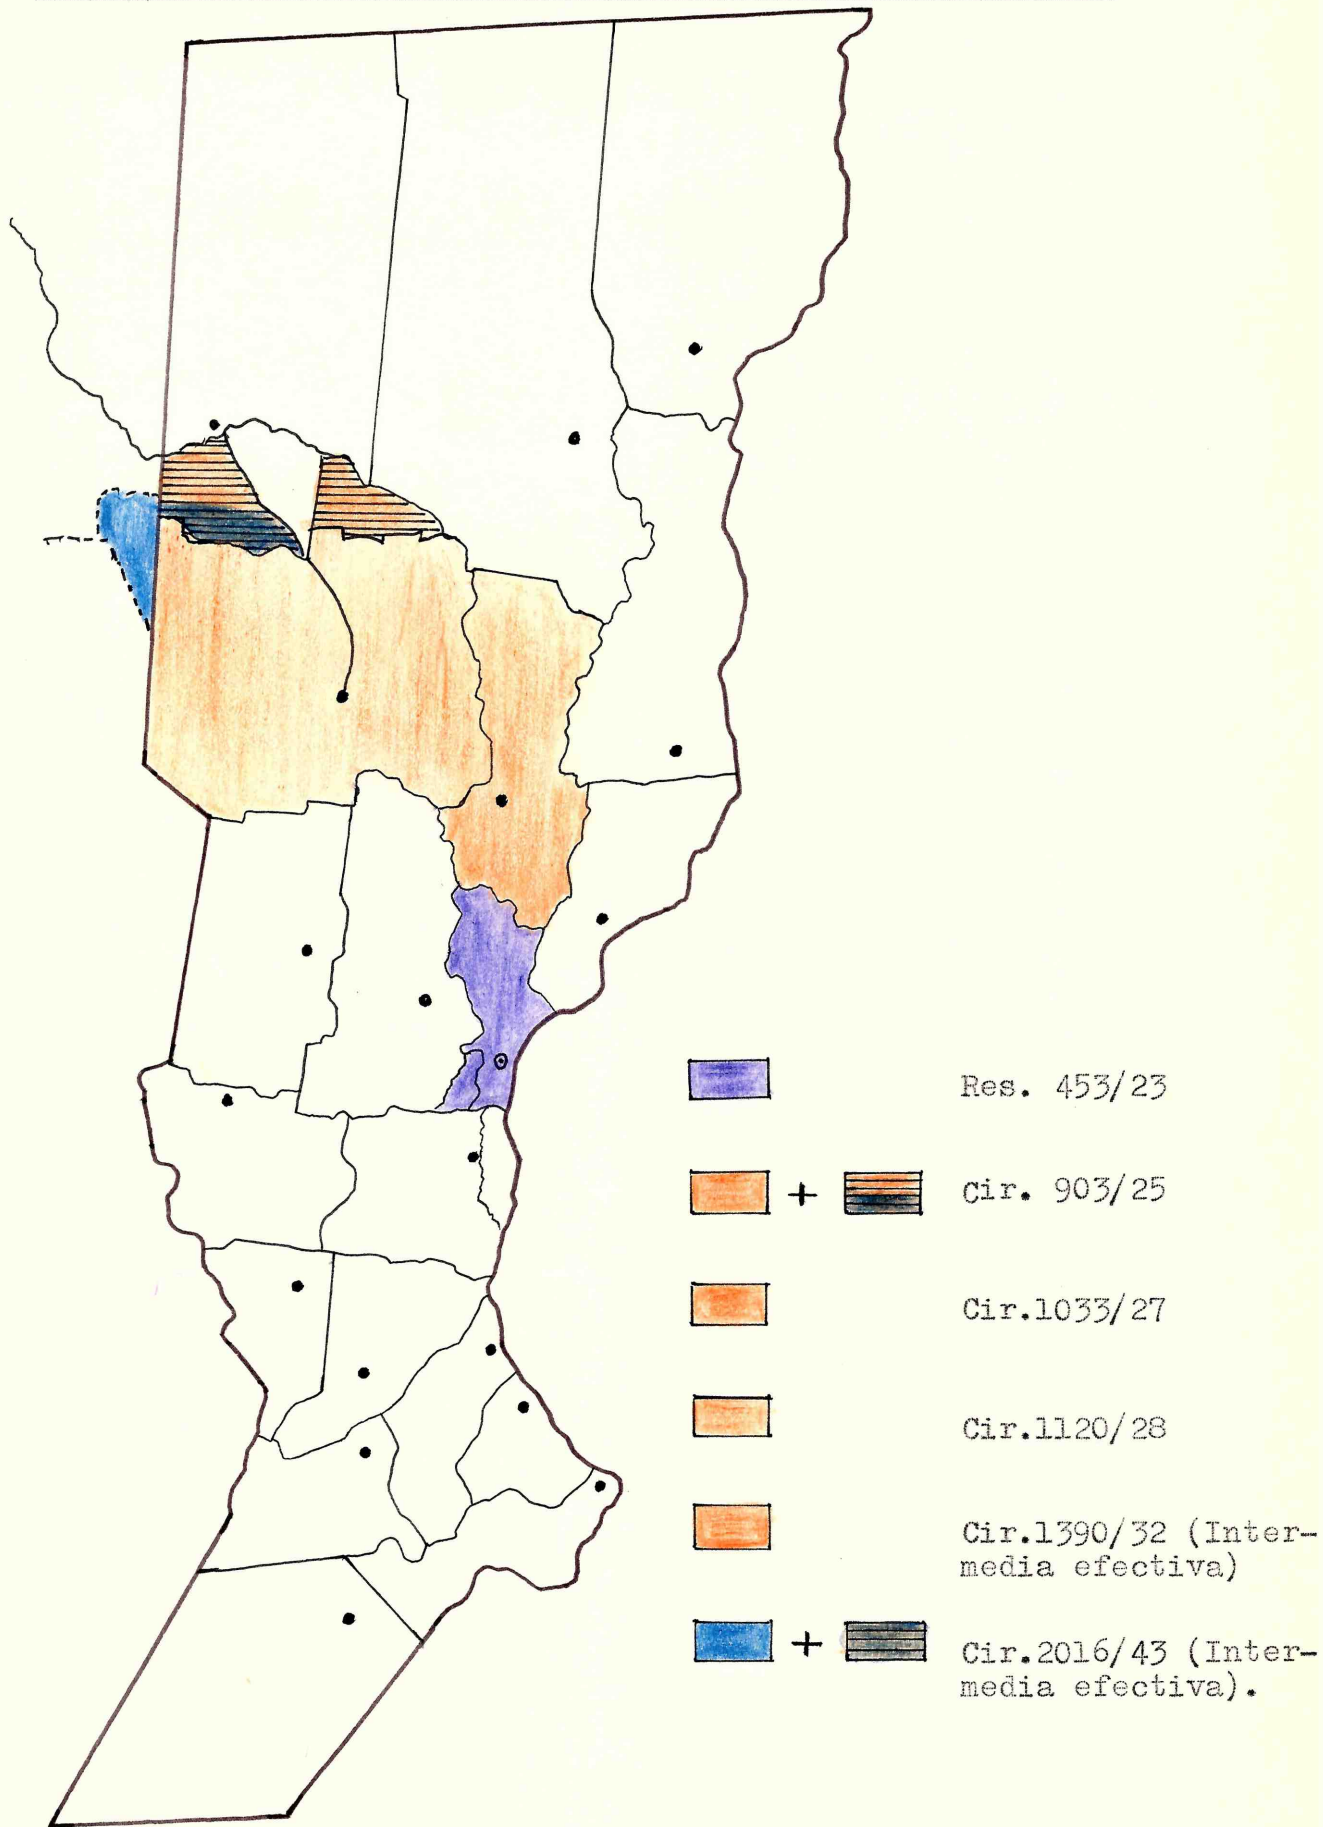 Res. 453/23
+ Cir. 903/25
Cir.1033/27
Cir.1120/28
Cir.1390/32 (Inter-
media efectiva)
+ Cir.2016/43 (Inter-
media efectiva).